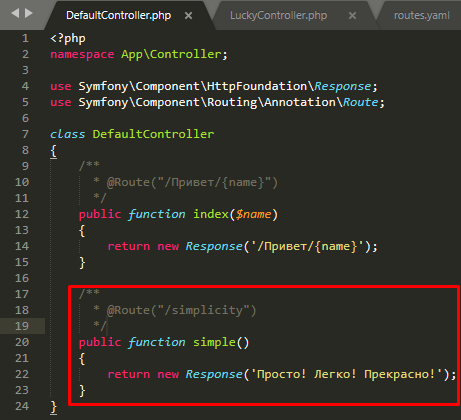 DefaultController.php × LuckyController.php × routes.yaml
1 <?php
2 namespace App\Controller;
3
4 use Symfony\Component\HttpFoundation\Response;
5 use Symfony\Component\Routing\Annotation\Route;
6
7 class DefaultController
8 {
9 /**
10 * @Route("/Привет/{name}")
11 */
12 public function index($name)
13 {
14 return new Response('/Привет/{name}');
15 }
16
17 /**
18 * @Route("/simplicity")
19 */
20 public function simple()
21 {
22 return new Response('Просто! Легко! Прекрасно!');
23 }
24 }